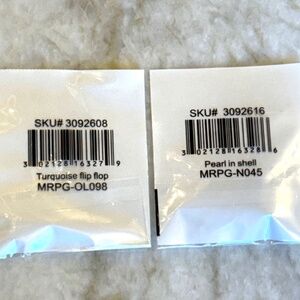 SKU# 3092608
3 02128 16327 9
Turquoise flip flop
MRPG-OL098
SKU# 3092616
3 02128 16328 6
Pearl in shell
MRPG-N045